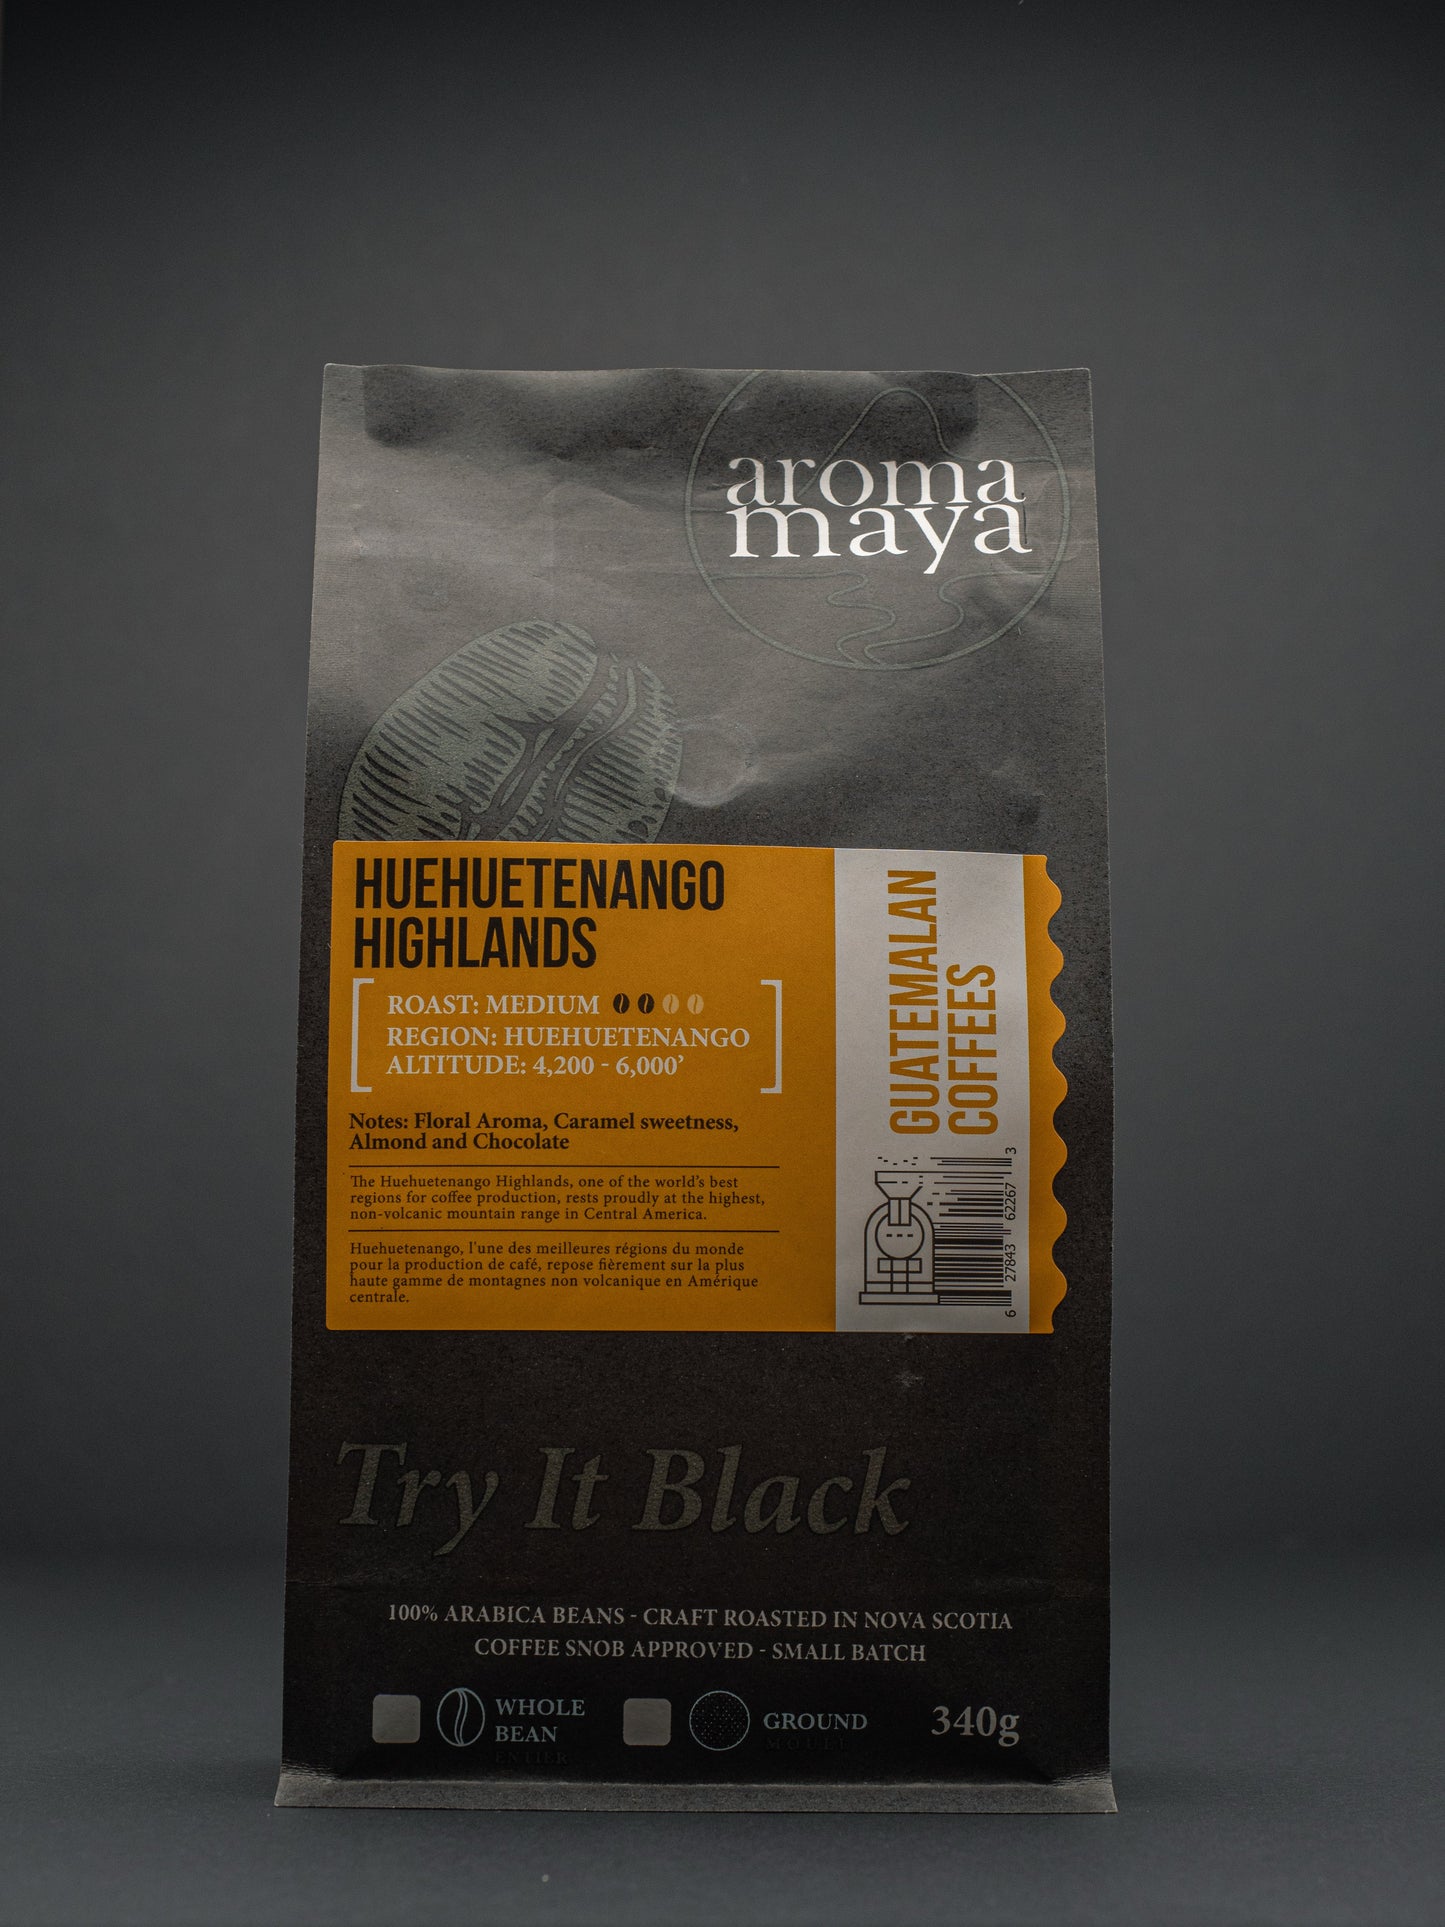 aroma
maya
HUEHUETENANGO
HIGHLANDS
ROAST: MEDIUM
REGION: HUEHUETENANGO
ALTITUDE: 4,200 - 6,000’
Notes: Floral Aroma, Caramel sweetness,
Almond and Chocolate
The Huehuetenango Highlands, one of the world's best
regions for coffee production, rests proudly at the highest,
non-volcanic mountain range in Central America.
Huehuetenango, l'une des meilleures régions du monde
pour la production de café, repose fièrement sur la plus
haute gamme de montagnes non volcanique en Amérique
centrale.
GUATEMALAN
COFFEES
6 27843 62267 3
Try It Black
100% ARABICA BEANS - CRAFT ROASTED IN NOVA SCOTIA
COFFEE SNOB APPROVED - SMALL BATCH
WHOLE
BEAN
ENTIER
GROUND
MOULU
340g